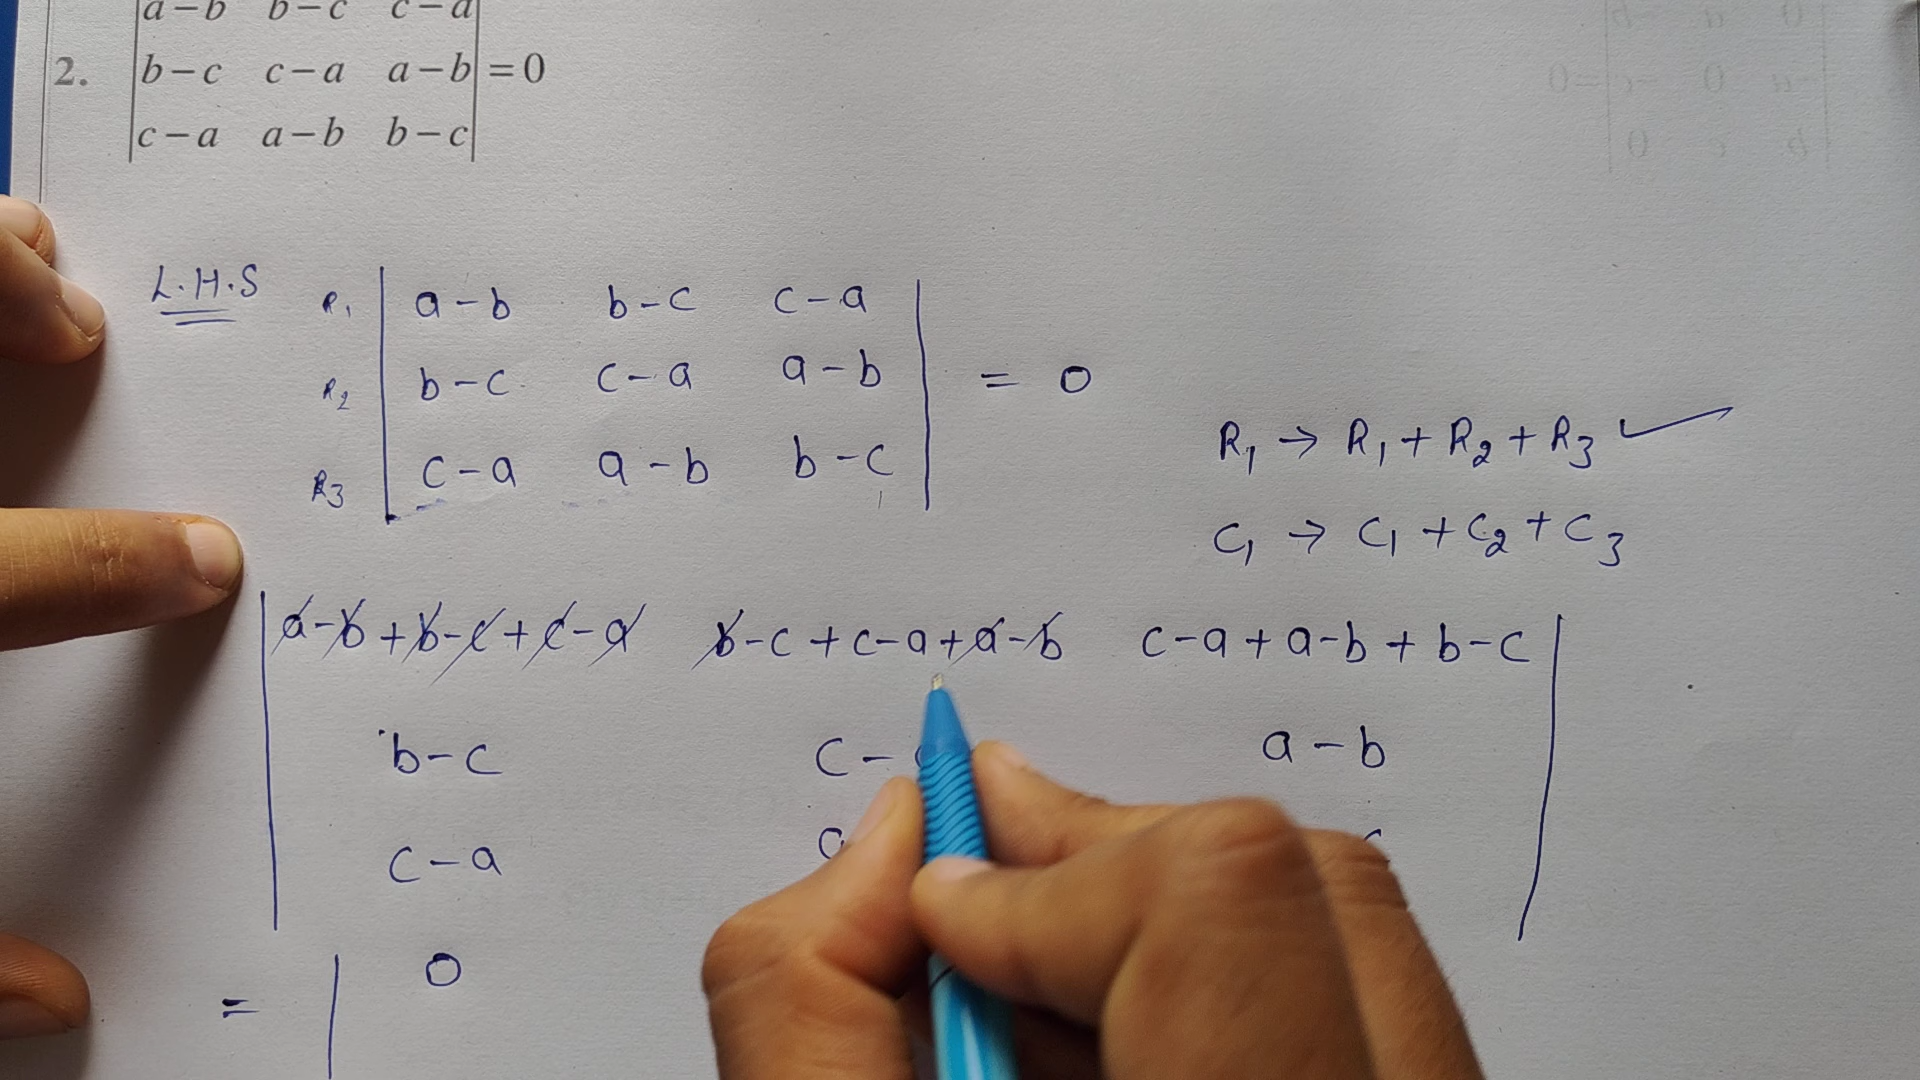 a−b b−c c−a
2. b−c c−a a−b =0
c−a a−b b−c
L.H.S R1 a-b b-c c-a
R2 b-c c-a a-b = 0
R3 c-a a-b b-c
R1 → R1 + R2 + R3 ✓
C1 → C1 + C2 + C3
a-b+b-c+c-a b-c+c-a+a-b c-a+a-b+b-c
b-c c- a-b
c-a
= 0